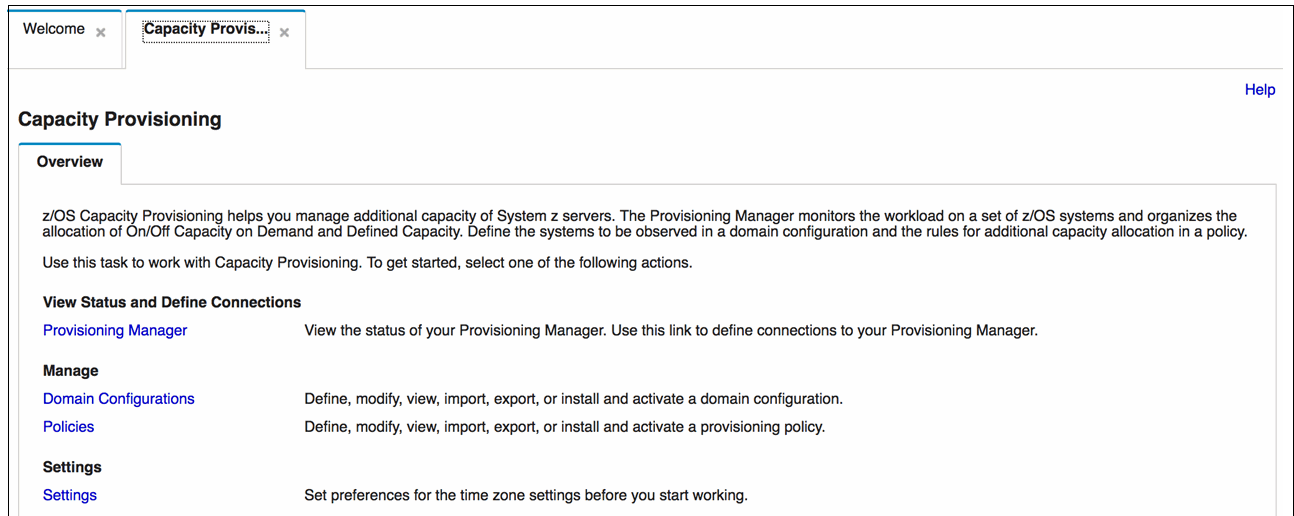 Welcome
Capacity Provis...
Help
Capacity Provisioning
Overview
z/OS Capacity Provisioning helps you manage additional capacity of System z servers. The Provisioning Manager monitors the workload on a set of z/OS systems and organizes the
allocation of On/Off Capacity on Demand and Defined Capacity. Define the systems to be observed in a domain configuration and the rules for additional capacity allocation in a policy.
Use this task to work with Capacity Provisioning. To get started, select one of the following actions.
View Status and Define Connections
Provisioning Manager View the status of your Provisioning Manager. Use this link to define connections to your Provisioning Manager.
Manage
Domain Configurations Define, modify, view, import, export, or install and activate a domain configuration.
Policies Define, modify, view, import, export, or install and activate a provisioning policy.
Settings
Settings Set preferences for the time zone settings before you start working.